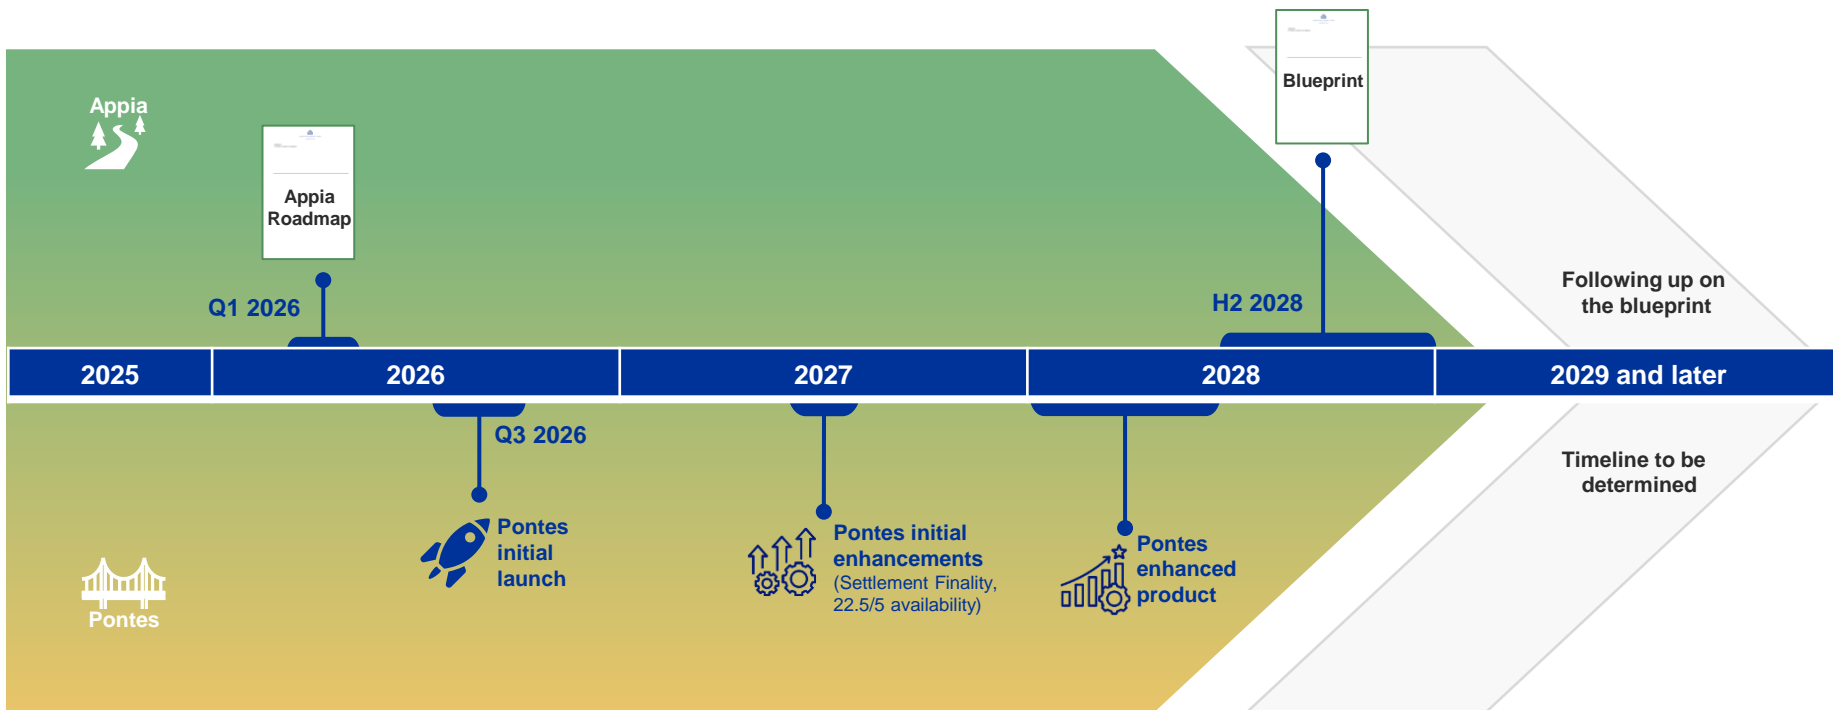 Appia
Appia
Roadmap
Q1 2026
Blueprint
H2 2028
Following up on
the blueprint
2025
2026
2027
2028
2029 and later
Q3 2026
Pontes
initial
launch
Pontes initial
enhancements
(Settlement Finality,
22.5/5 availability)
Pontes
enhanced
product
Timeline to be
determined
Pontes